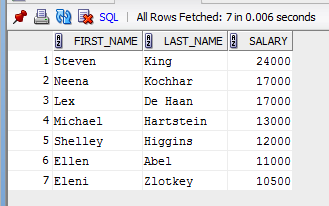 SQL | All Rows Fetched: 7 in 0.006 seconds
FIRST_NAME LAST_NAME SALARY
1 Steven King 24000
2 Neena Kochhar 17000
3 Lex De Haan 17000
4 Michael Hartstein 13000
5 Shelley Higgins 12000
6 Ellen Abel 11000
7 Eleni Zlotkey 10500